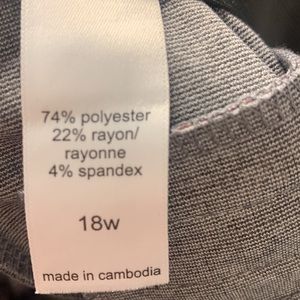 74% polyester
22% rayon/
rayonne
4% spandex
18w
made in cambodia